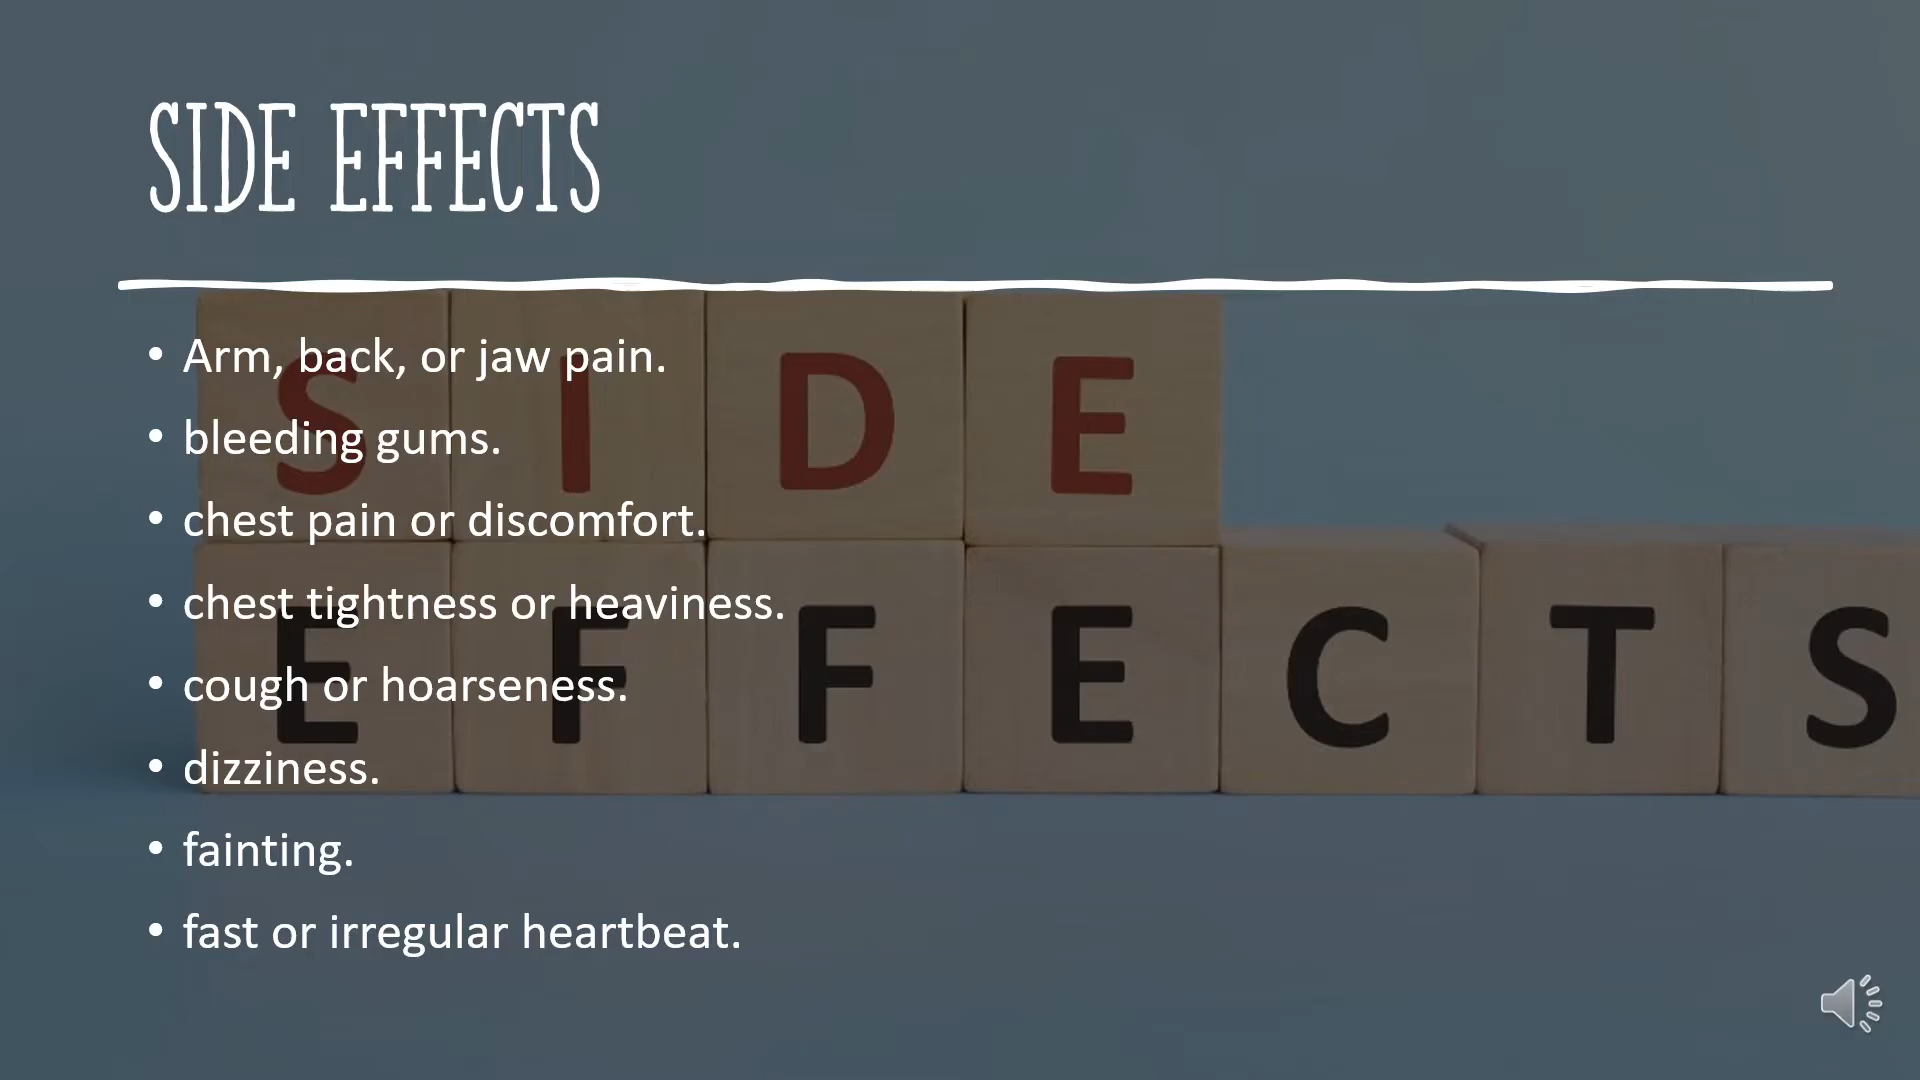 SIDE EFFECTS
• Arm, back, or jaw pain.
• bleeding gums.
• chest pain or discomfort.
• chest tightness or heaviness.
• cough or hoarseness.
• dizziness.
• fainting.
• fast or irregular heartbeat.
SIDE
EFFECTS